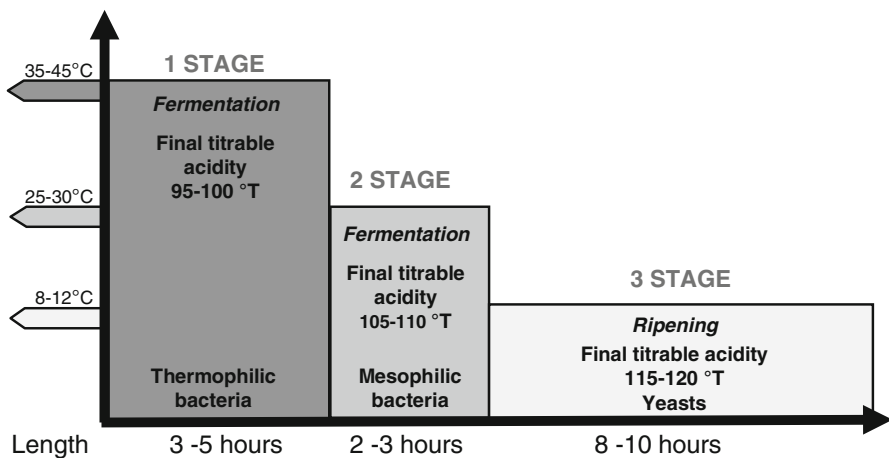 35-45°C
1 STAGE
Fermentation
Final titrable
acidity
95-100 °T
Thermophilic
bacteria
25-30°C
2 STAGE
Fermentation
Final titrable
acidity
105-110 °T
Mesophilic
bacteria
8-12°C
3 STAGE
Ripening
Final titrable acidity
115-120 °T
Yeasts
Length 3 -5 hours 2 -3 hours 8 -10 hours